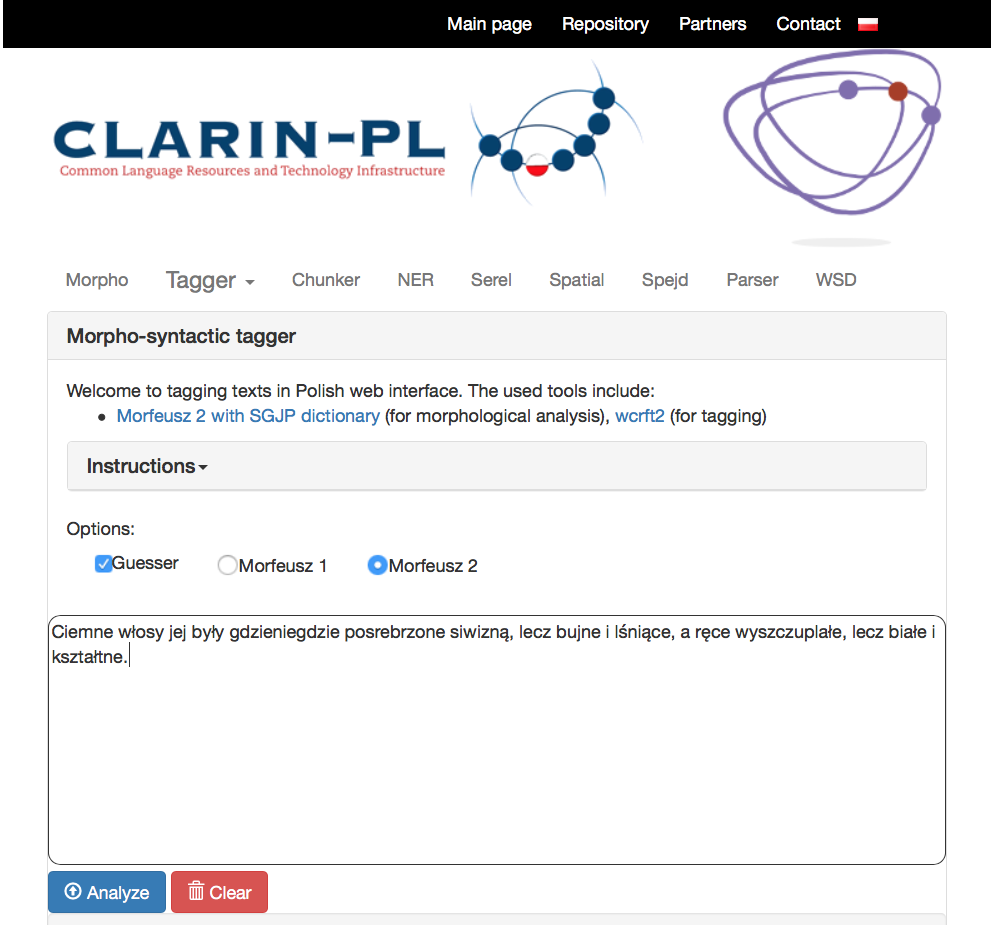 Main page Repository Partners Contact
CLARIN-PL
Common Language Resources and Technology Infrastructure
Morpho Tagger Chunker NER Serel Spatial Spejd Parser WSD
Morpho-syntactic tagger
Welcome to tagging texts in Polish web interface. The used tools include:
• Morfeusz 2 with SGJP dictionary (for morphological analysis), wcrft2 (for tagging)
Instructions
Options:
Guesser Morfeusz 1 Morfeusz 2
Ciemne włosy jej były gdzieniegdzie posrebrzone siwizną, lecz bujne i lśniące, a ręce wyszczuplałe, lecz białe i
kształtne.
Analyze Clear